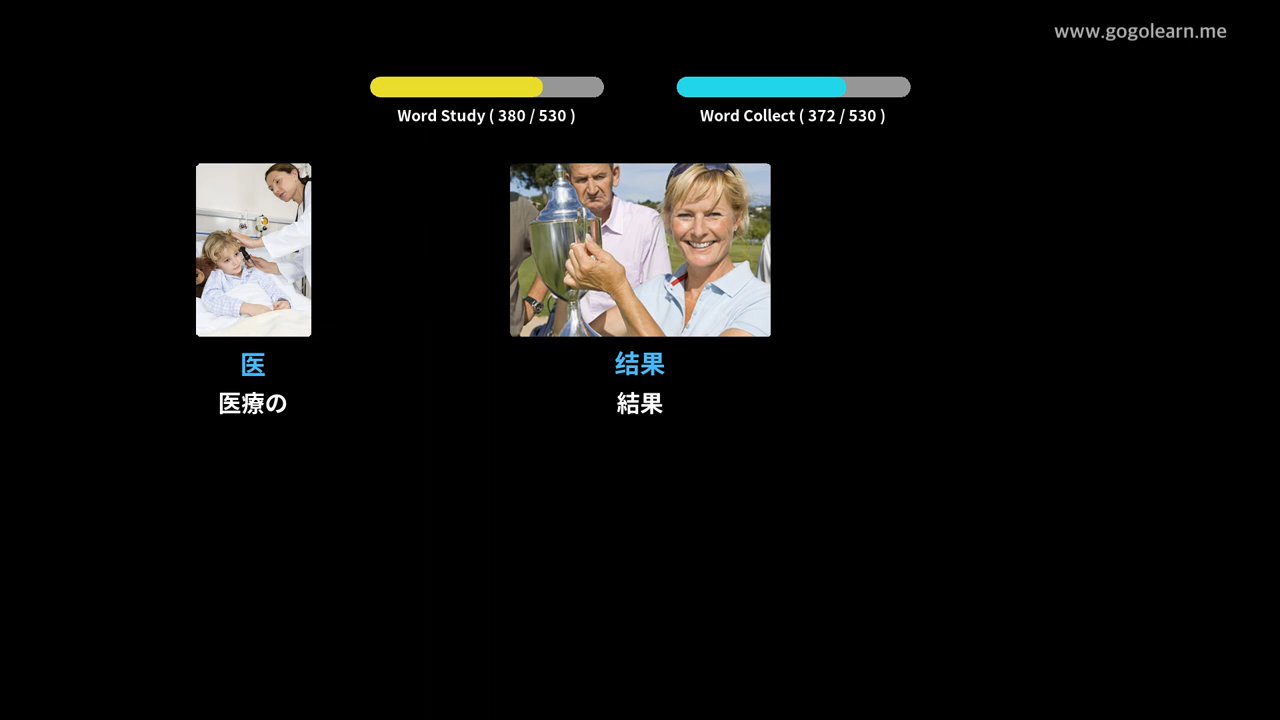 www.gogolearn.me
Word Study ( 380 / 530 )
Word Collect ( 372 / 530 )
医
医療の
结果
結果